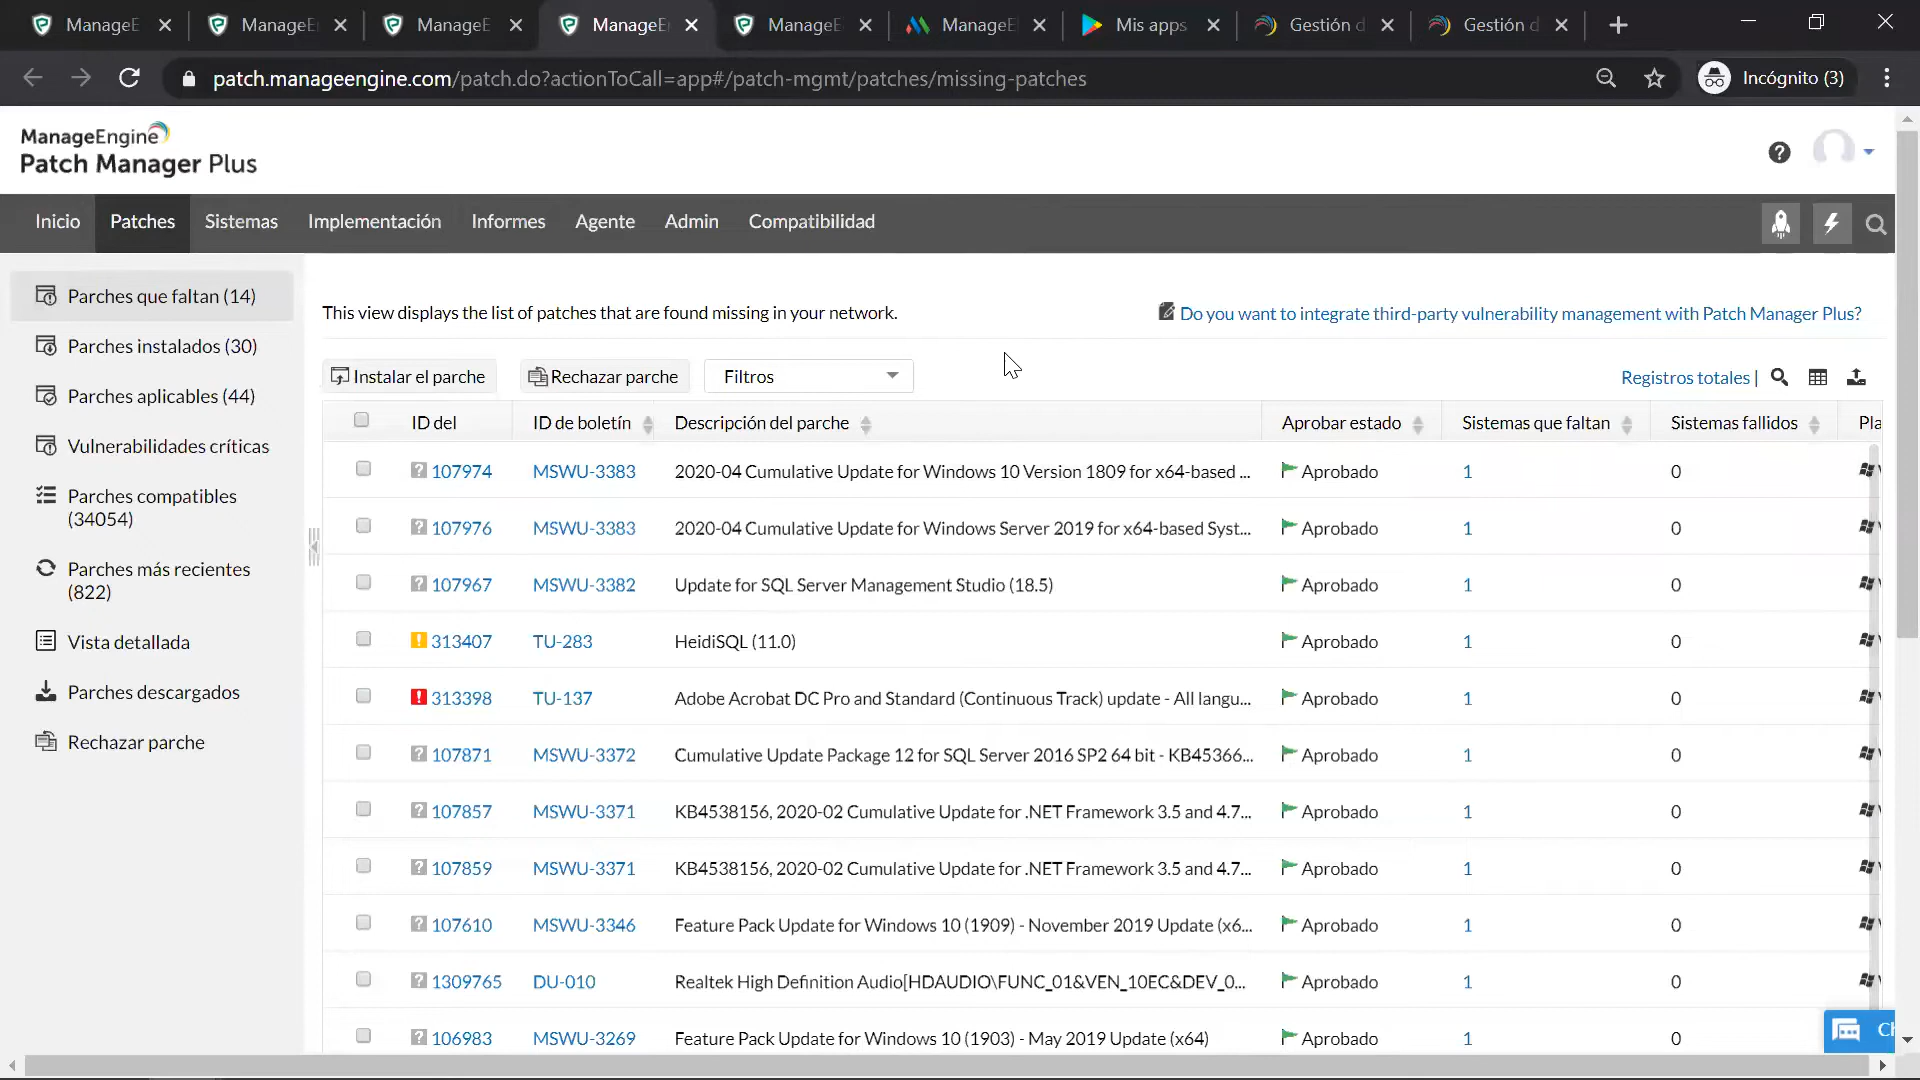 ManageE ManageEn ManageE ManageEn ManageE ManageE Mis apps Gestión d Gestión d
patch.manageengine.com/patch.do?actionToCall=app#/patch-mgmt/patches/missing-patches Incógnito (3)
ManageEngine
Patch Manager Plus
Inicio Patches Sistemas Implementación Informes Agente Admin Compatibilidad
Parches que faltan (14)
Parches instalados (30)
Parches aplicables (44)
Vulnerabilidades críticas
Parches compatibles
(34054)
Parches más recientes
(822)
Vista detallada
Parches descargados
Rechazar parche
This view displays the list of patches that are found missing in your network. Do you want to integrate third-party vulnerability management with Patch Manager Plus?
Instalar el parche Rechazar parche Filtros Registros totales |
ID del ID de boletín Descripción del parche Aprobar estado Sistemas que faltan Sistemas fallidos Pla
107974 MSWU-3383 2020-04 Cumulative Update for Windows 10 Version 1809 for x64-based ... Aprobado 1 0
107976 MSWU-3383 2020-04 Cumulative Update for Windows Server 2019 for x64-based Syst... Aprobado 1 0
107967 MSWU-3382 Update for SQL Server Management Studio (18.5) Aprobado 1 0
313407 TU-283 HeidiSQL (11.0) Aprobado 1 0
313398 TU-137 Adobe Acrobat DC Pro and Standard (Continuous Track) update - All langu... Aprobado 1 0
107871 MSWU-3372 Cumulative Update Package 12 for SQL Server 2016 SP2 64 bit - KB45366... Aprobado 1 0
107857 MSWU-3371 KB4538156, 2020-02 Cumulative Update for .NET Framework 3.5 and 4.7... Aprobado 1 0
107859 MSWU-3371 KB4538156, 2020-02 Cumulative Update for .NET Framework 3.5 and 4.7... Aprobado 1 0
107610 MSWU-3346 Feature Pack Update for Windows 10 (1909) - November 2019 Update (x6... Aprobado 1 0
1309765 DU-010 Realtek High Definition Audio[HDAUDIO\FUNC_01&VEN_10EC&DEV_0... Aprobado 1 0
106983 MSWU-3269 Feature Pack Update for Windows 10 (1903) - May 2019 Update (x64) Aprobado 1 0
Ch